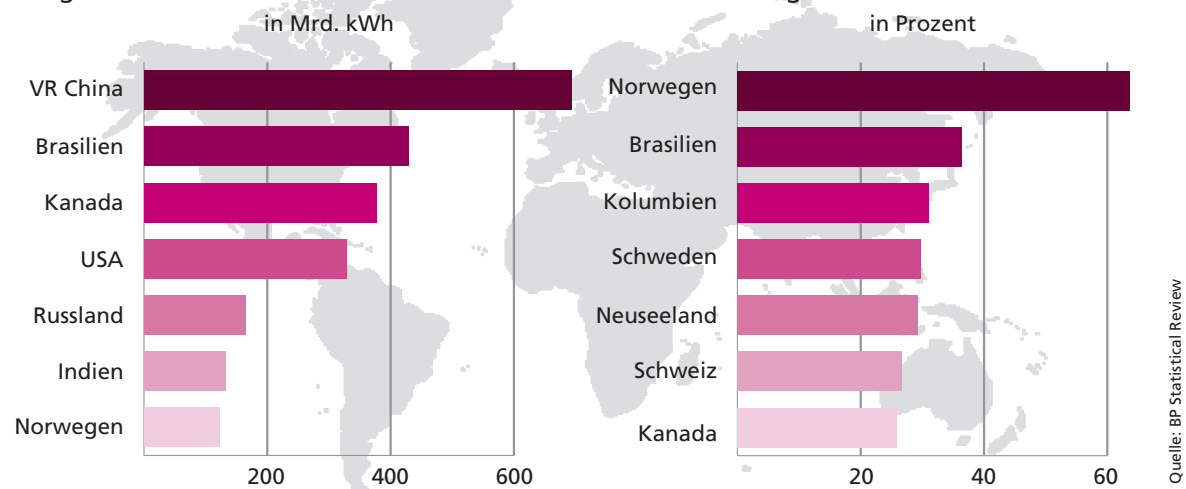 in Mrd. kWh
VR China
Brasilien
Kanada
USA
Russland
Indien
Norwegen
200 400 600
in Prozent
Norwegen
Brasilien
Kolumbien
Schweden
Neuseeland
Schweiz
Kanada
20 40 60
Quelle: BP Statistical Review